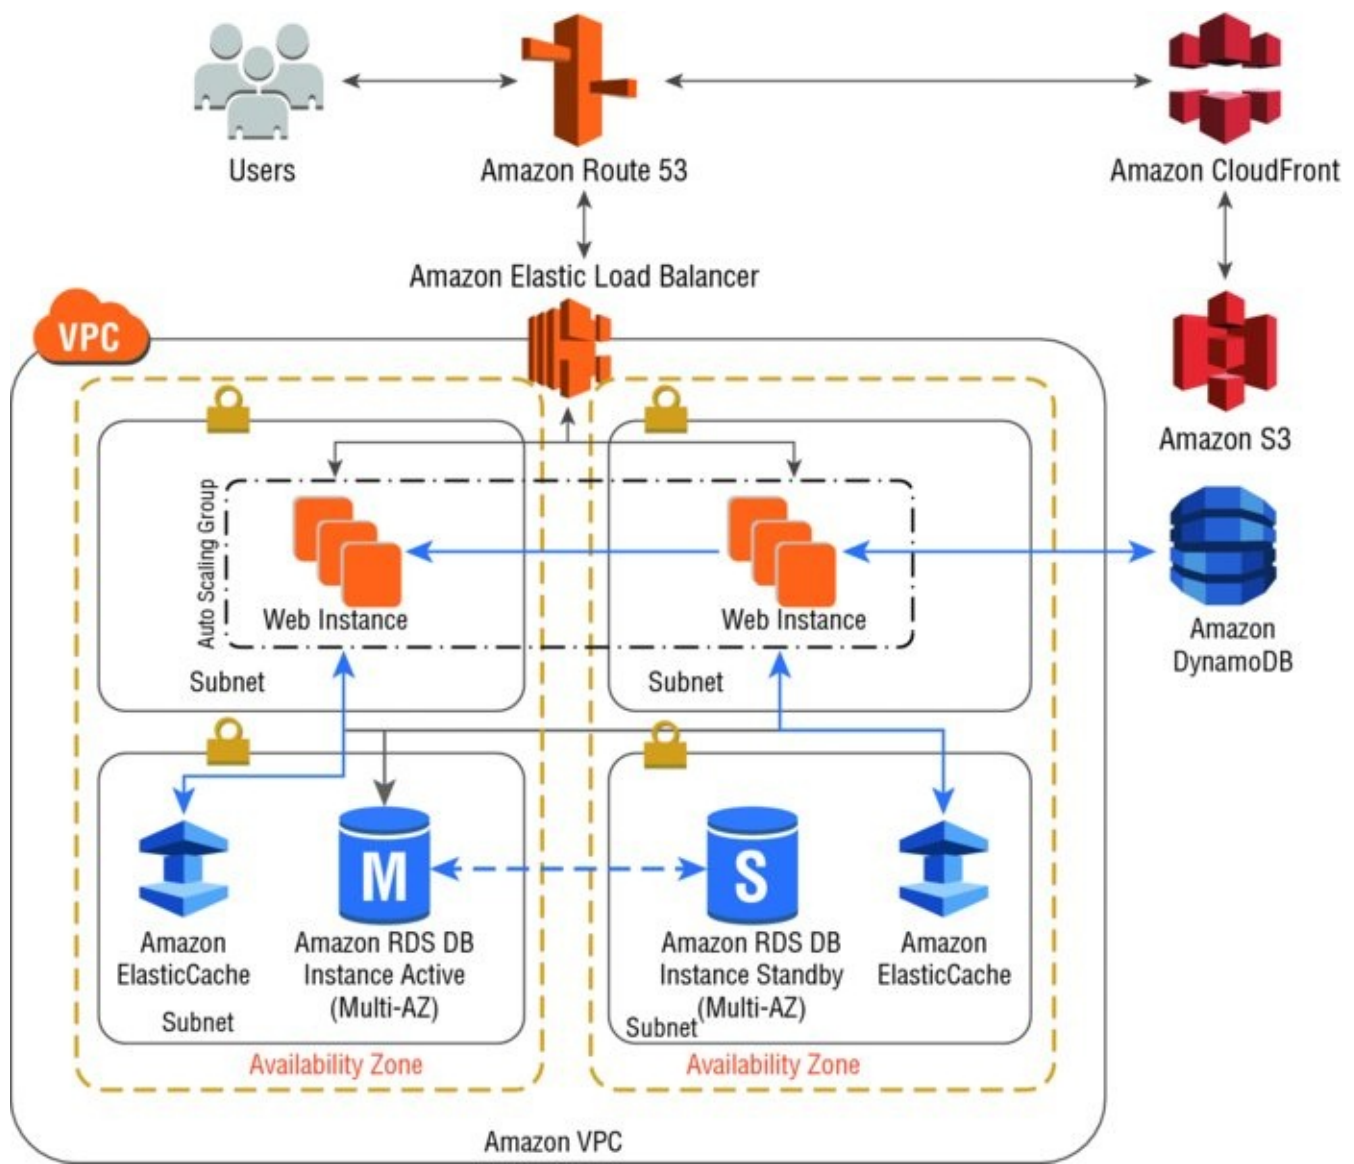 Users
Amazon Route 53
Amazon CloudFront
Amazon Elastic Load Balancer
VPC
Amazon S3
Auto Scaling Group
Web Instance
Web Instance
Amazon
DynamoDB
Subnet
Subnet
M
S
Amazon
ElasticCache
Amazon RDS DB
Instance Active
(Multi-AZ)
Amazon RDS DB
Instance Standby
(Multi-AZ)
Amazon
ElasticCache
Subnet
Subnet
Availability Zone
Availability Zone
Amazon VPC